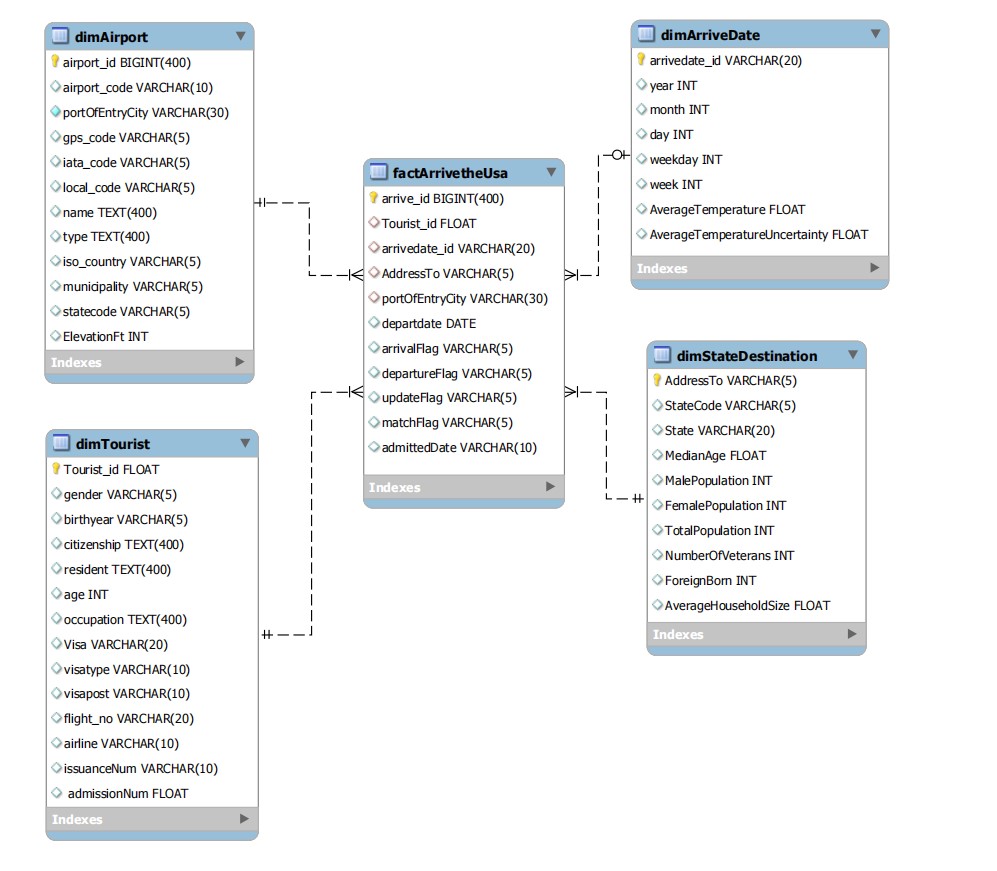 dimAirport
airport_id BIGINT(400)
airport_code VARCHAR(10)
portOfEntryCity VARCHAR(30)
gps_code VARCHAR(5)
iata_code VARCHAR(5)
local_code VARCHAR(5)
name TEXT(400)
type TEXT(400)
iso_country VARCHAR(5)
municipality VARCHAR(5)
statecode VARCHAR(5)
ElevationFt INT
Indexes
dimTourist
Tourist_id FLOAT
gender VARCHAR(5)
birthyear VARCHAR(5)
citizenship TEXT(400)
resident TEXT(400)
age INT
occupation TEXT(400)
Visa VARCHAR(20)
visatype VARCHAR(10)
visapost VARCHAR(10)
flight_no VARCHAR(20)
airline VARCHAR(10)
issuanceNum VARCHAR(10)
admissionNum FLOAT
Indexes
factArrivetheUsa
arrive_id BIGINT(400)
Tourist_id FLOAT
arrivedate_id VARCHAR(20)
AddressTo VARCHAR(5)
portOfEntryCity VARCHAR(30)
departdate DATE
arrivalFlag VARCHAR(5)
departureFlag VARCHAR(5)
updateFlag VARCHAR(5)
matchFlag VARCHAR(5)
admittedDate VARCHAR(10)
Indexes
dimArriveDate
arrivedate_id VARCHAR(20)
year INT
month INT
day INT
weekday INT
week INT
AverageTemperature FLOAT
AverageTemperatureUncertainty FLOAT
Indexes
dimStateDestination
AddressTo VARCHAR(5)
StateCode VARCHAR(5)
State VARCHAR(20)
MedianAge FLOAT
MalePopulation INT
FemalePopulation INT
TotalPopulation INT
NumberOfVeterans INT
ForeignBorn INT
AverageHouseholdSize FLOAT
Indexes